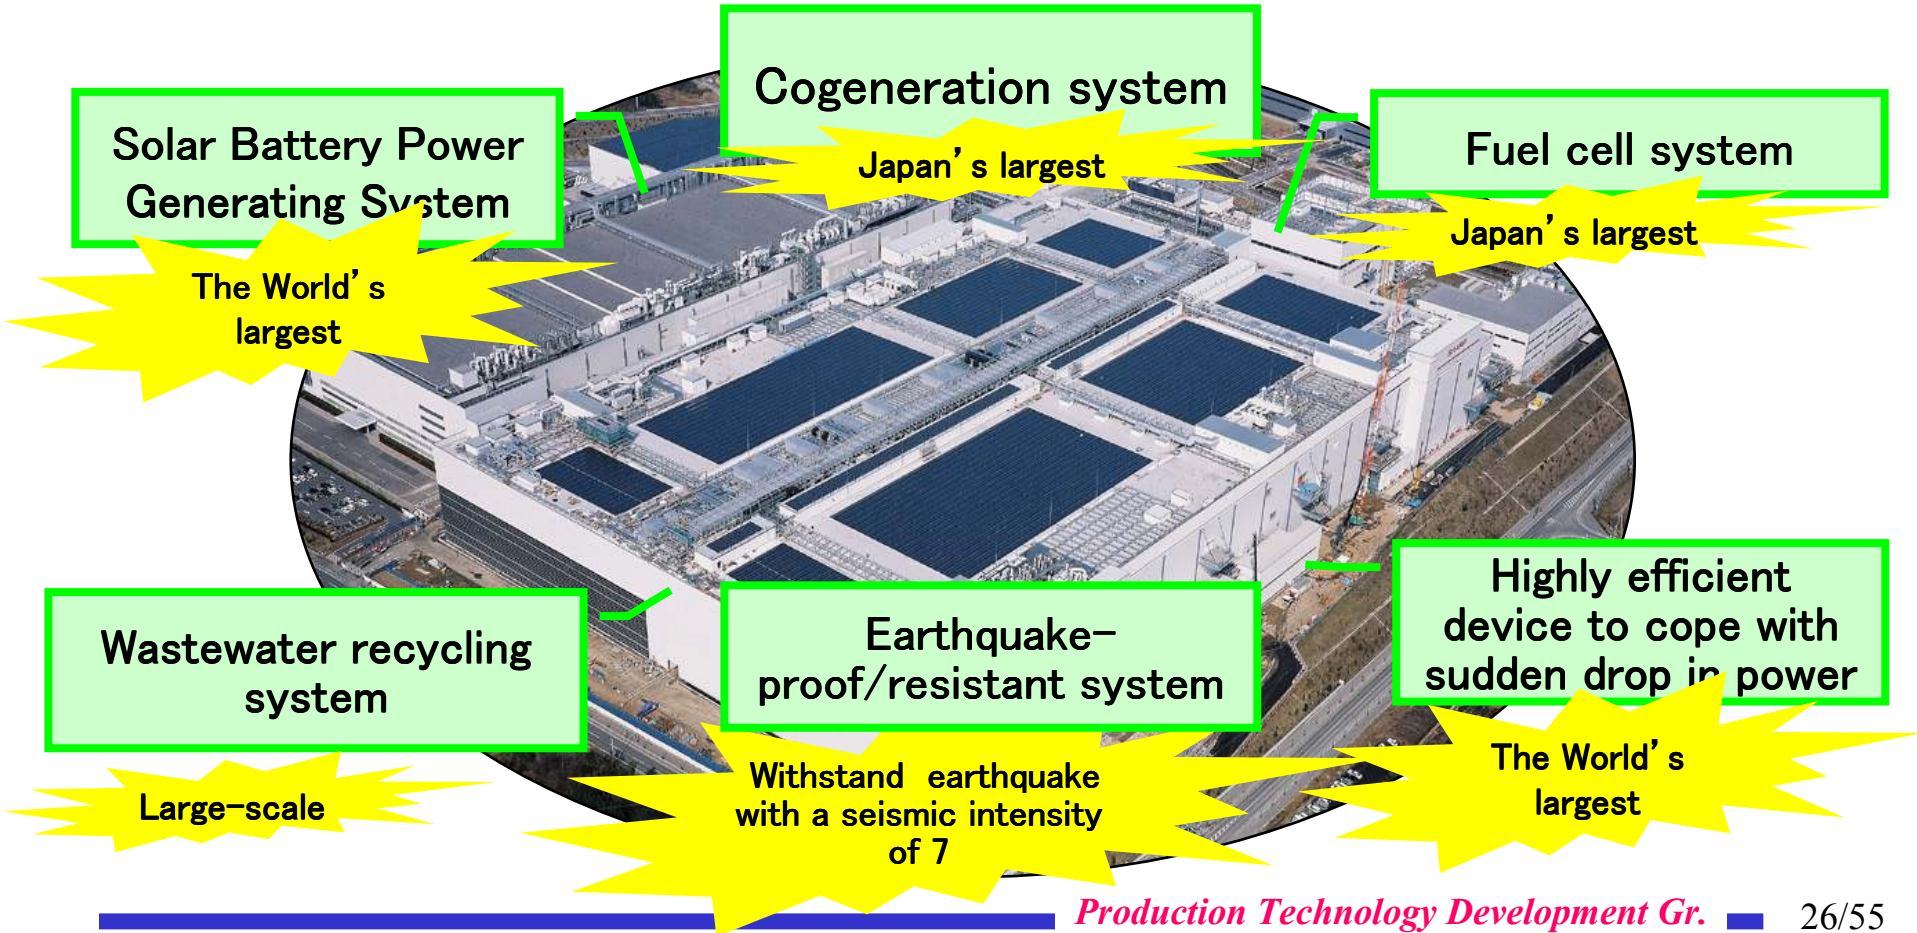 Cogeneration system
Japan's largest
Solar Battery Power
Generating System
The World's
largest
Fuel cell system
Japan's largest
Wastewater recycling
system
Large-scale
Earthquake-
proof/resistant system
Withstand earthquake
with a seismic intensity
of 7
Highly efficient
device to cope with
sudden drop in power
The World's
largest
Production Technology Development Gr.
26/55